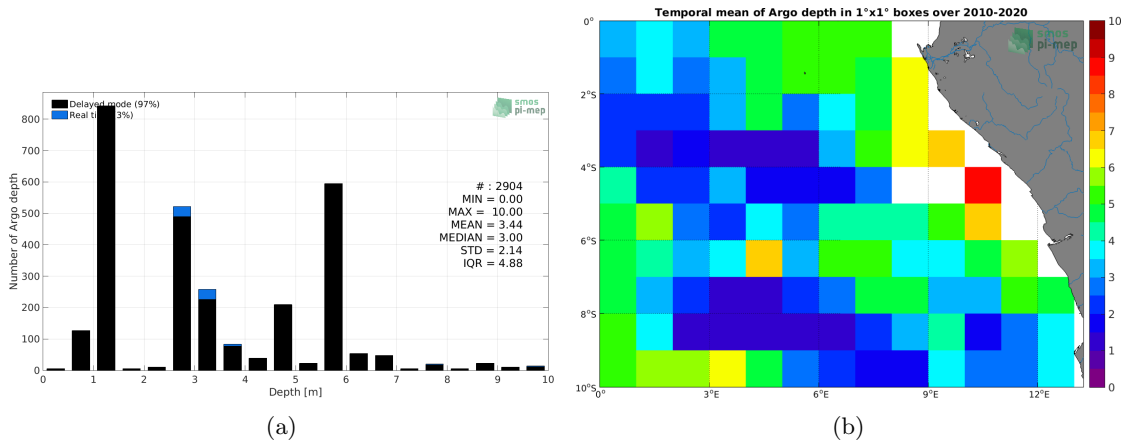 Delayed mode (97%)
Real ti 3%)
smos
pi-mep
Number of Argo depth
800
700
600
500
400
300
200
100
0
# : 2904
MIN = 0.00
MAX = 10.00
MEAN = 3.44
MEDIAN = 3.00
STD = 2.14
IQR = 4.88
0 1 2 3 4 5 6 7 8 9 10
Depth [m]
(a)
Temporal mean of Argo depth in 1°x1° boxes over 2010-2020
smos
pi-mep
0°
2°S
4°S
6°S
8°S
10°S
0° 3°E 6°E 9°E 12°E
10
9
8
7
6
5
4
3
2
1
0
(b)